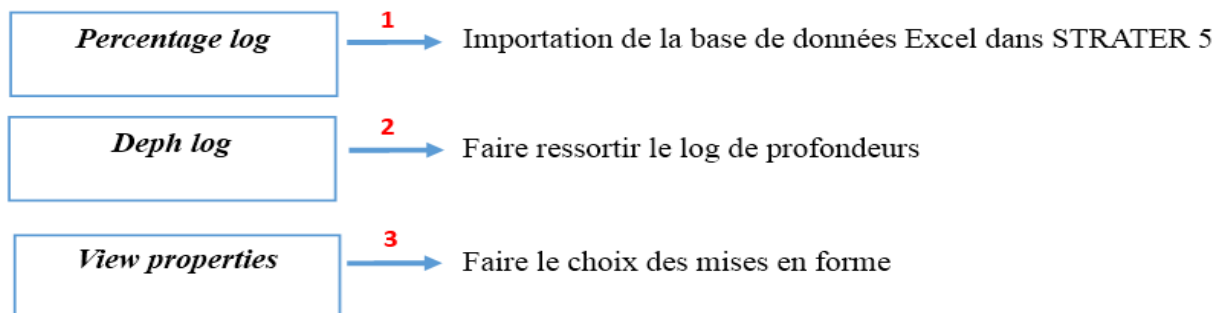 Percentage log 1 Importation de la base de données Excel dans STRATER 5
Deph log 2 Faire ressortir le log de profondeurs
View properties 3 Faire le choix des mises en forme